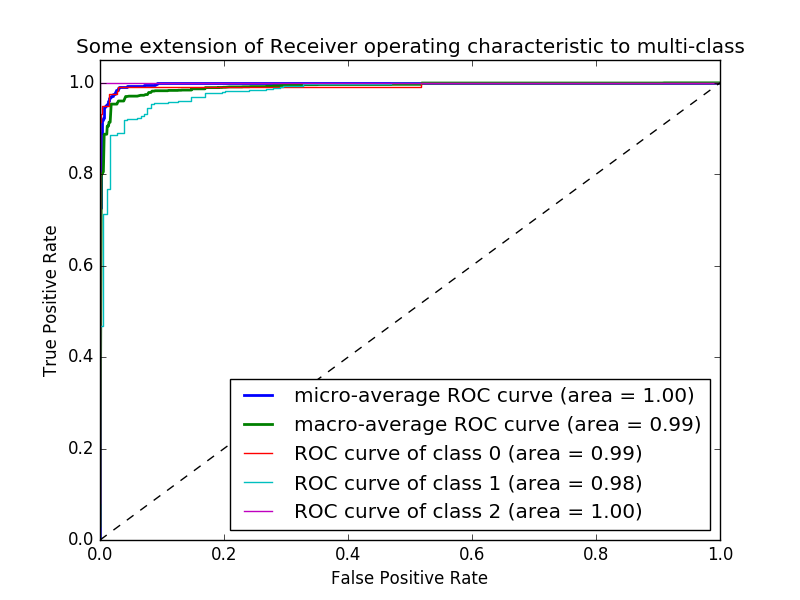 Some extension of Receiver operating characteristic to multi-class
1.0
0.8
0.6
0.4
0.2
0.0
True Positive Rate
micro-average ROC curve (area = 1.00)
macro-average ROC curve (area = 0.99)
ROC curve of class 0 (area = 0.99)
ROC curve of class 1 (area = 0.98)
ROC curve of class 2 (area = 1.00)
0.0 0.2 0.4 0.6 0.8 1.0
False Positive Rate